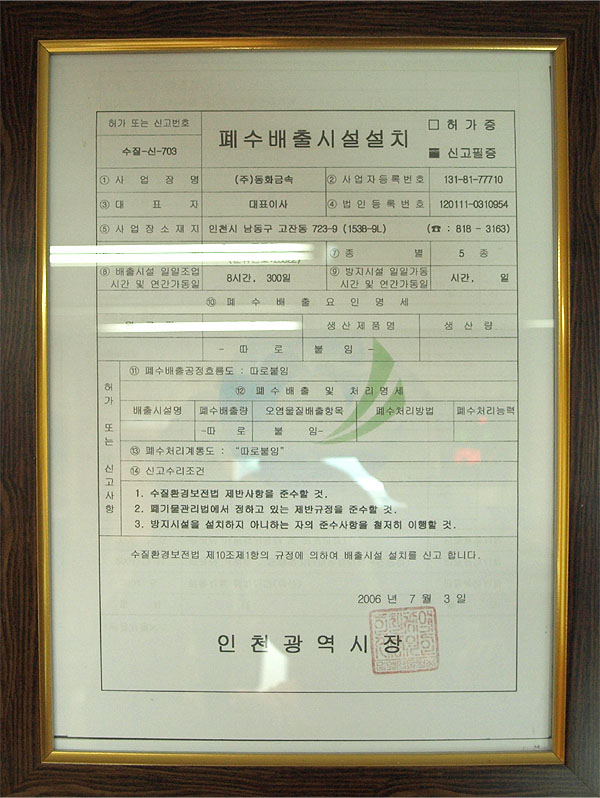 허가 또는 신고번호
수질-신-703
폐수배출시설설치
□ 허가증
■ 신고필증
① 사업장명 (주)동화금속 ② 사업자등록번호 131-81-77710
③ 대표자 대표이사 ④ 법인등록번호 120111-0310954
⑤ 사업장소재지 인천시 남동구 고잔동 723-9 (153B-9L) (☎ : 818 - 3163)
⑦ 종별 5 종
⑧ 배출시설 일일조업 시간 및 연간가동일 8시간, 300일 ⑨ 방지시설 일일가동 시간 및 연간가동일 시간, 일
⑩ 폐수배출요인명세
생산제품명 생산량
- 따로붙임 -
허가 또는 신고사항
⑪ 폐수배출공정흐름도 : 따로붙임
⑫ 폐수배출 및 처리명세
배출시설명 폐수배출량 오염물질배출항목 폐수처리방법 폐수처리능력
-따로 붙임-
⑬ 폐수처리계통도 : "따로붙임"
⑭ 신고수리조건
1. 수질환경보전법 제반사항을 준수할 것.
2. 폐기물관리법에서 정하고 있는 제반규정을 준수할 것.
3. 방지시설을 설치하지 아니하는 자의 준수사항을 철저히 이행할 것.
수질환경보전법 제10조제1항의 규정에 의하여 배출시설 설치를 신고 합니다.
2006 년 7 월 3 일
인천광역시장